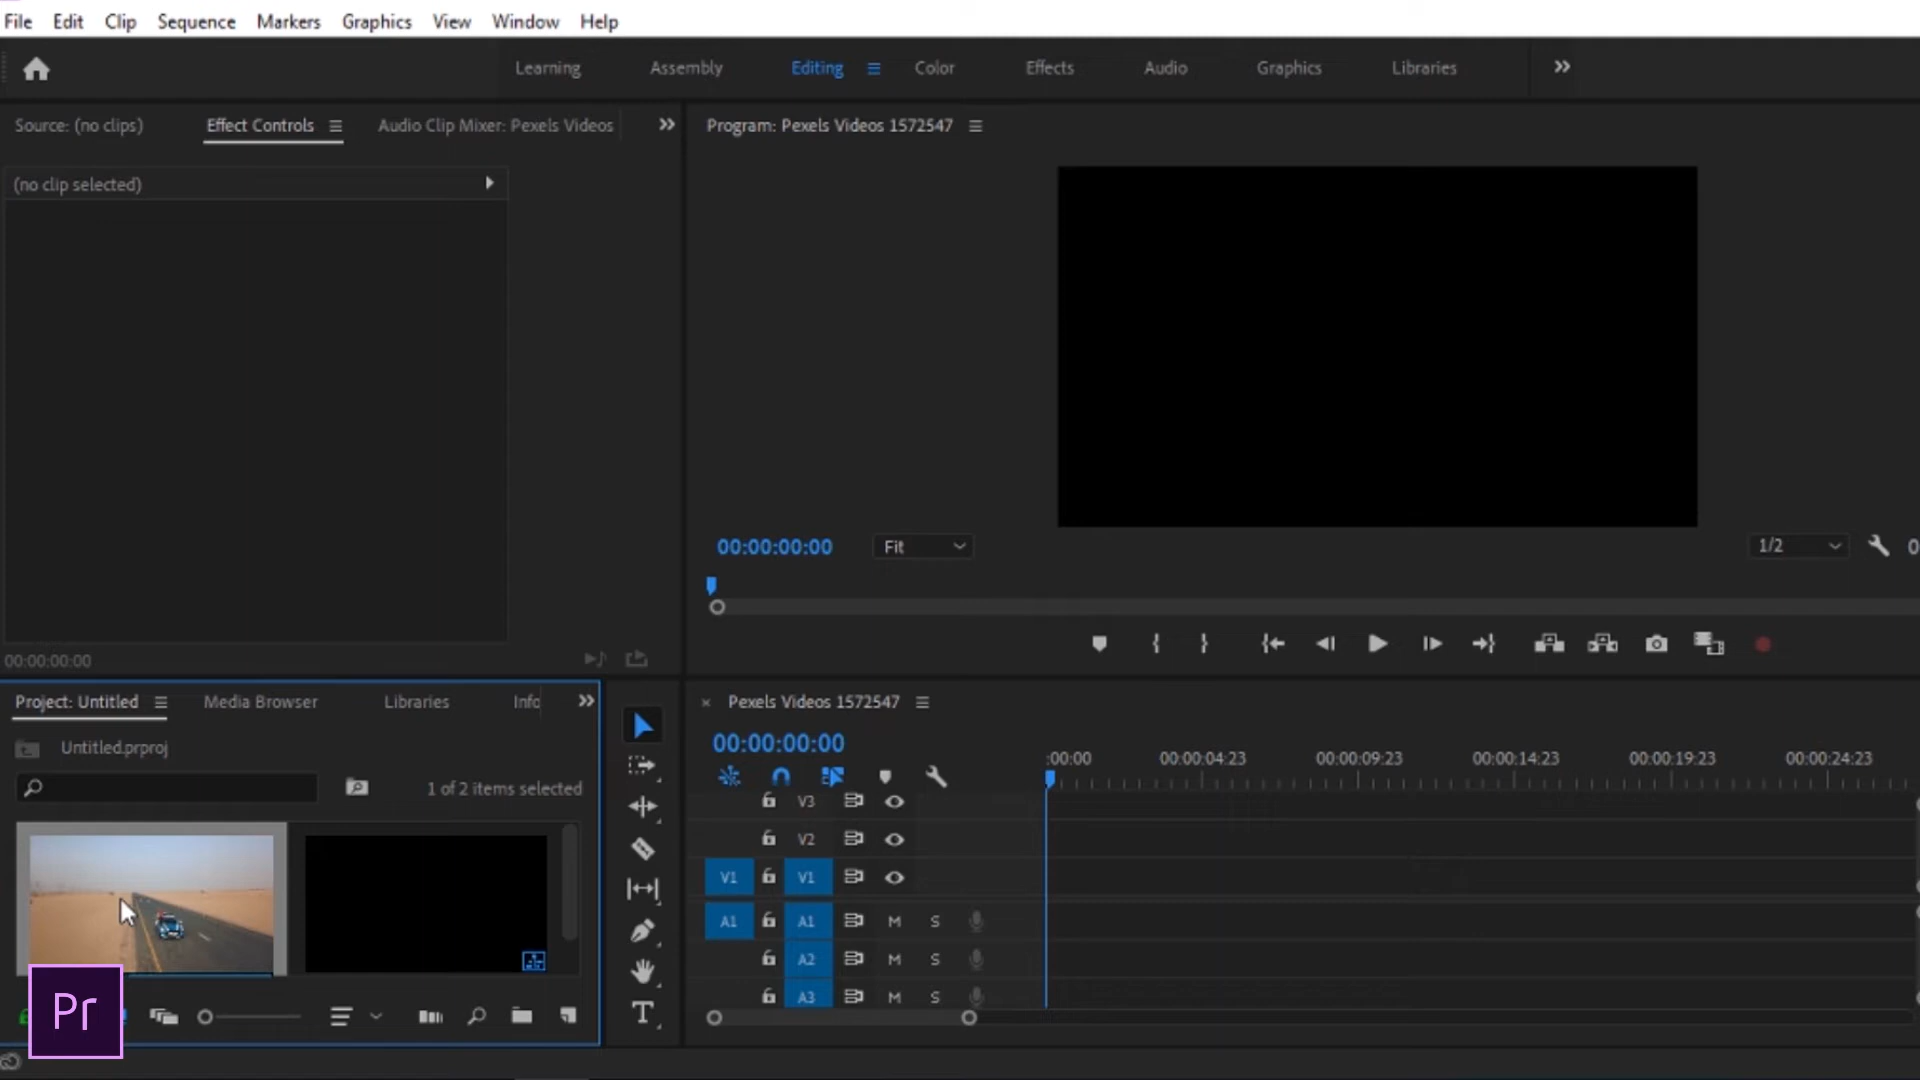 File Edit Clip Sequence Markers Graphics View Window Help
Learning Assembly Editing Color Effects Audio Graphics Libraries
Source: (no clips) Effect Controls Audio Clip Mixer: Pexels Videos
Program: Pexels Videos 1572547
(no clip selected)
00:00:00:00 Fit 1/2
00:00:00:00
Project: Untitled Media Browser Libraries Info
Pexels Videos 1572547
Untitled.prproj
00:00:00:00
1 of 2 items selected
:00:00 00:00:04:23 00:00:09:23 00:00:14:23 00:00:19:23 00:00:24:23
V3
V2
V1 V1
A1 A1 M S
A2 M S
A3 M S
Pr